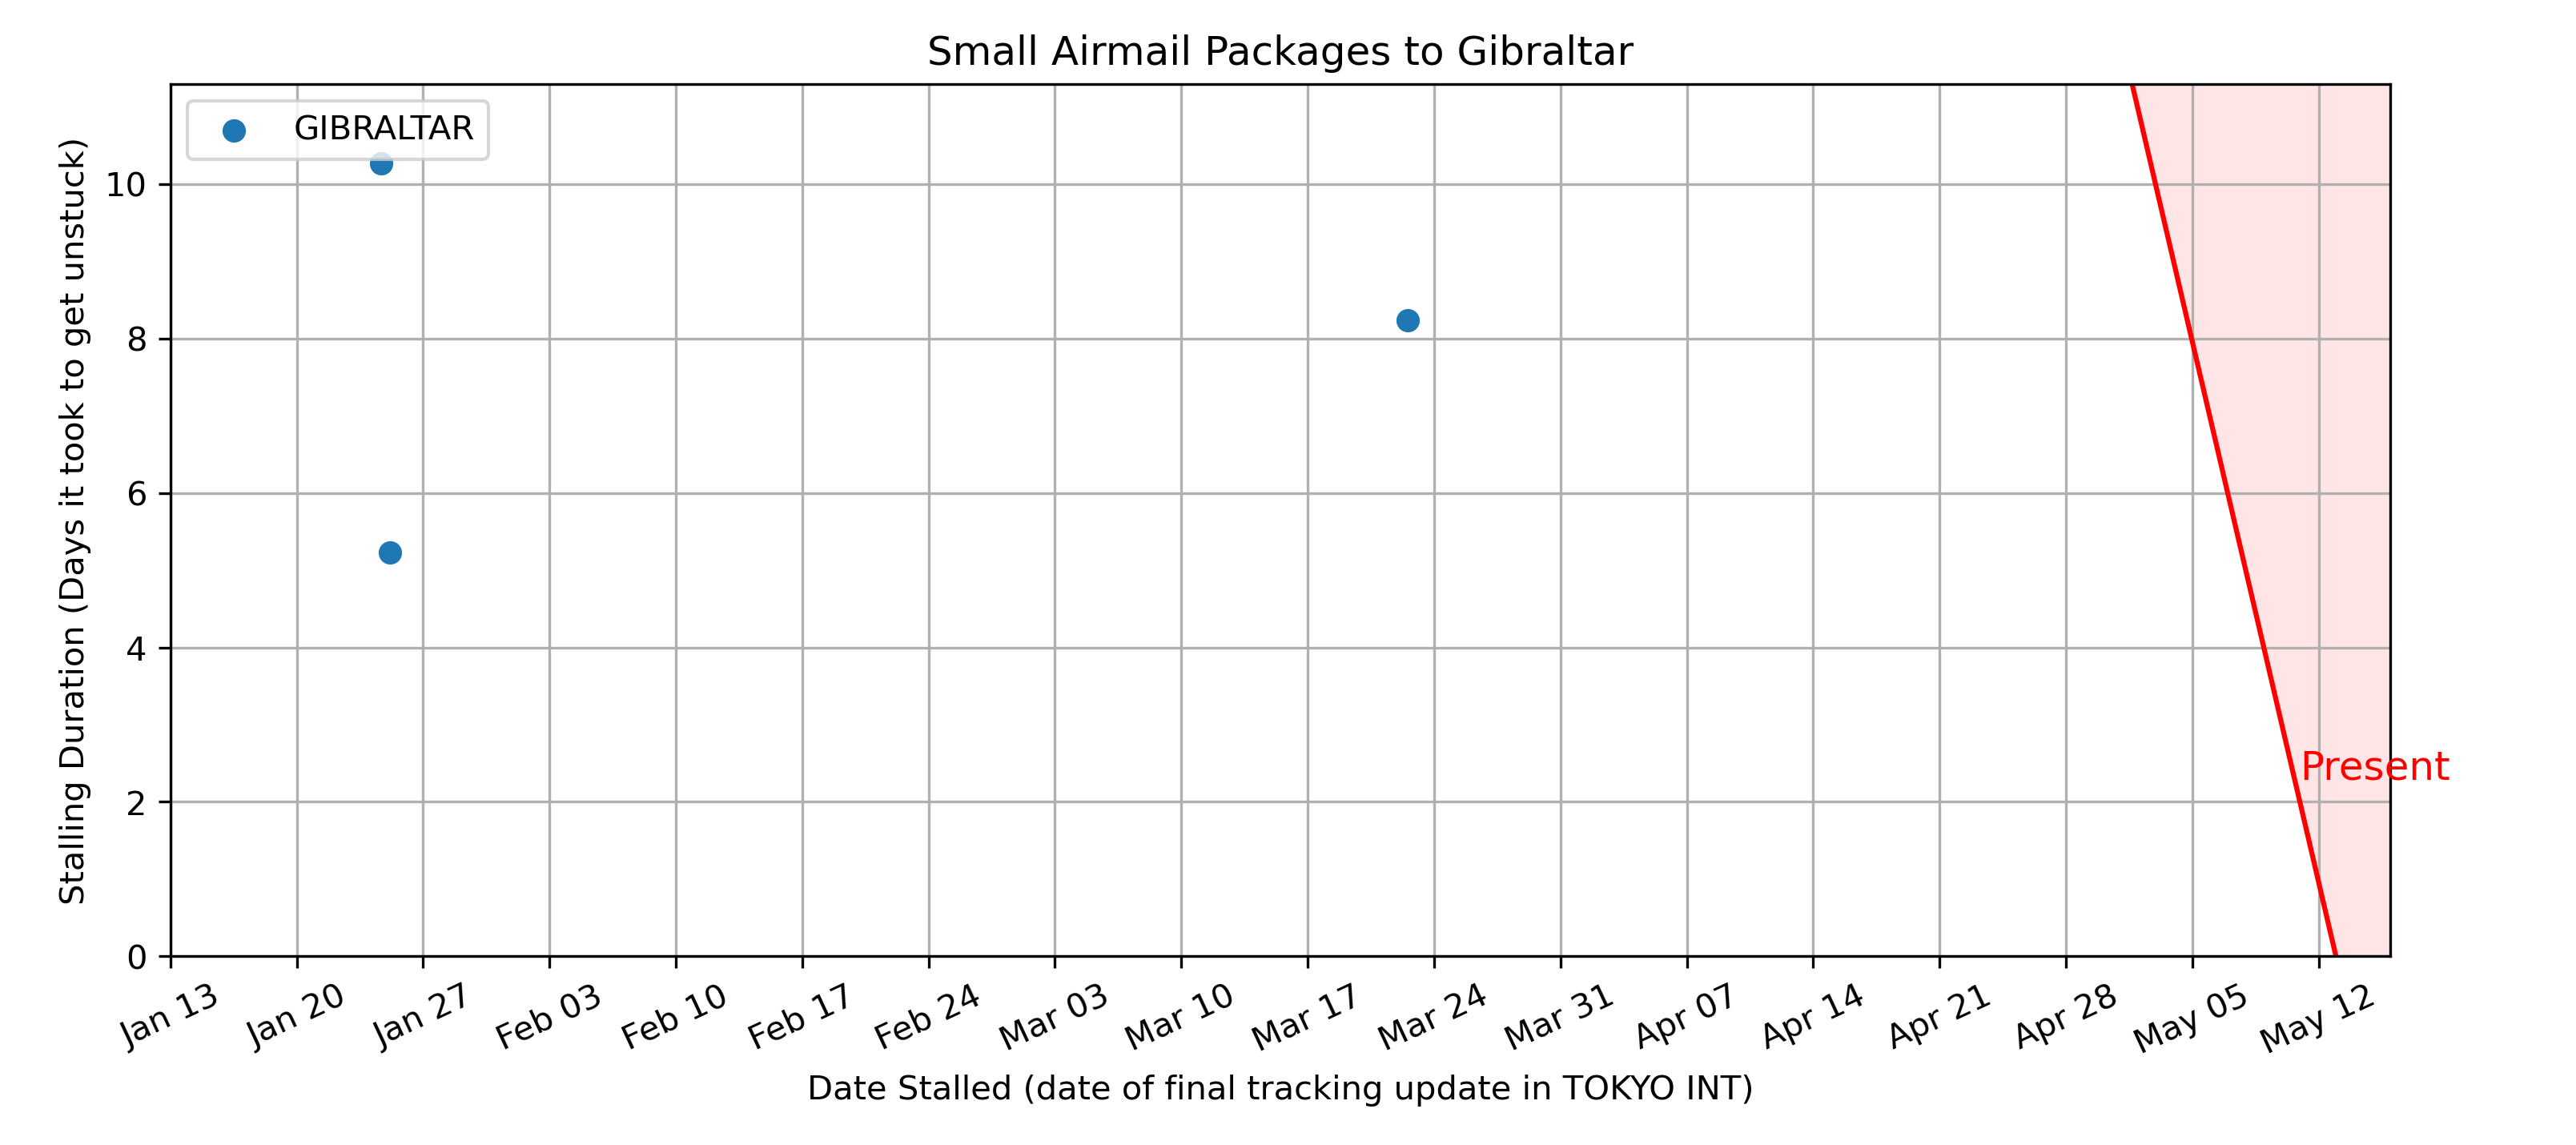 Small Airmail Packages to Gibraltar
GIBRALTAR
Stalling Duration (Days it took to get unstuck)
10
8
6
4
2
0
Present
Jan 13
Jan 20
Jan 27
Feb 03
Feb 10
Feb 17
Feb 24
Mar 03
Mar 10
Mar 17
Mar 24
Mar 31
Apr 07
Apr 14
Apr 21
Apr 28
May 05
May 12
Date Stalled (date of final tracking update in TOKYO INT)